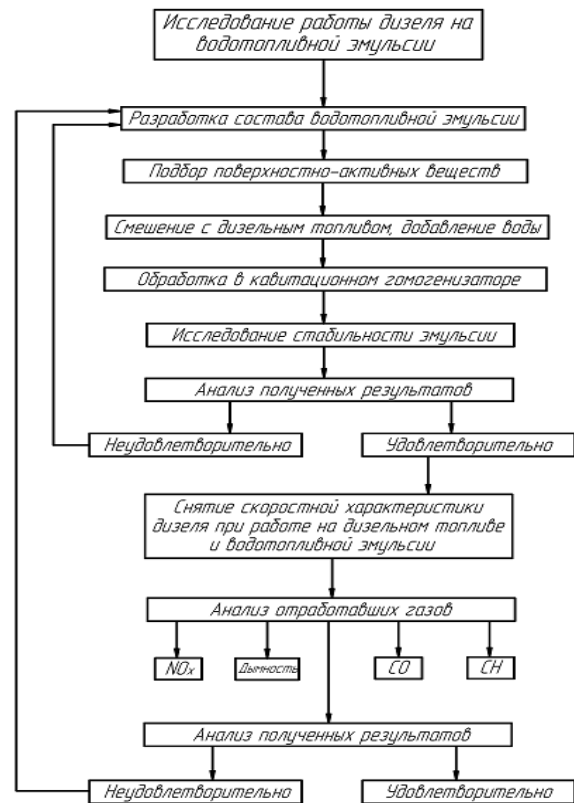 Исследование работы дизеля на
водотопливной эмульсии
Разработка состава водотопливной эмульсии
Подбор поверхностно-активных веществ
Смешение с дизельным топливом, добавление воды
Обработка в кавитационном гомогенизаторе
Исследование стабильности эмульсии
Анализ полученных результатов
Неудовлетворительно
Удовлетворительно
Снятие скоростной характеристики
дизеля при работе на дизельном топливе
и водотопливной эмульсии
Анализ отработавших газов
NOx
Дымность
CO
CH
Анализ полученных результатов
Неудовлетворительно
Удовлетворительно